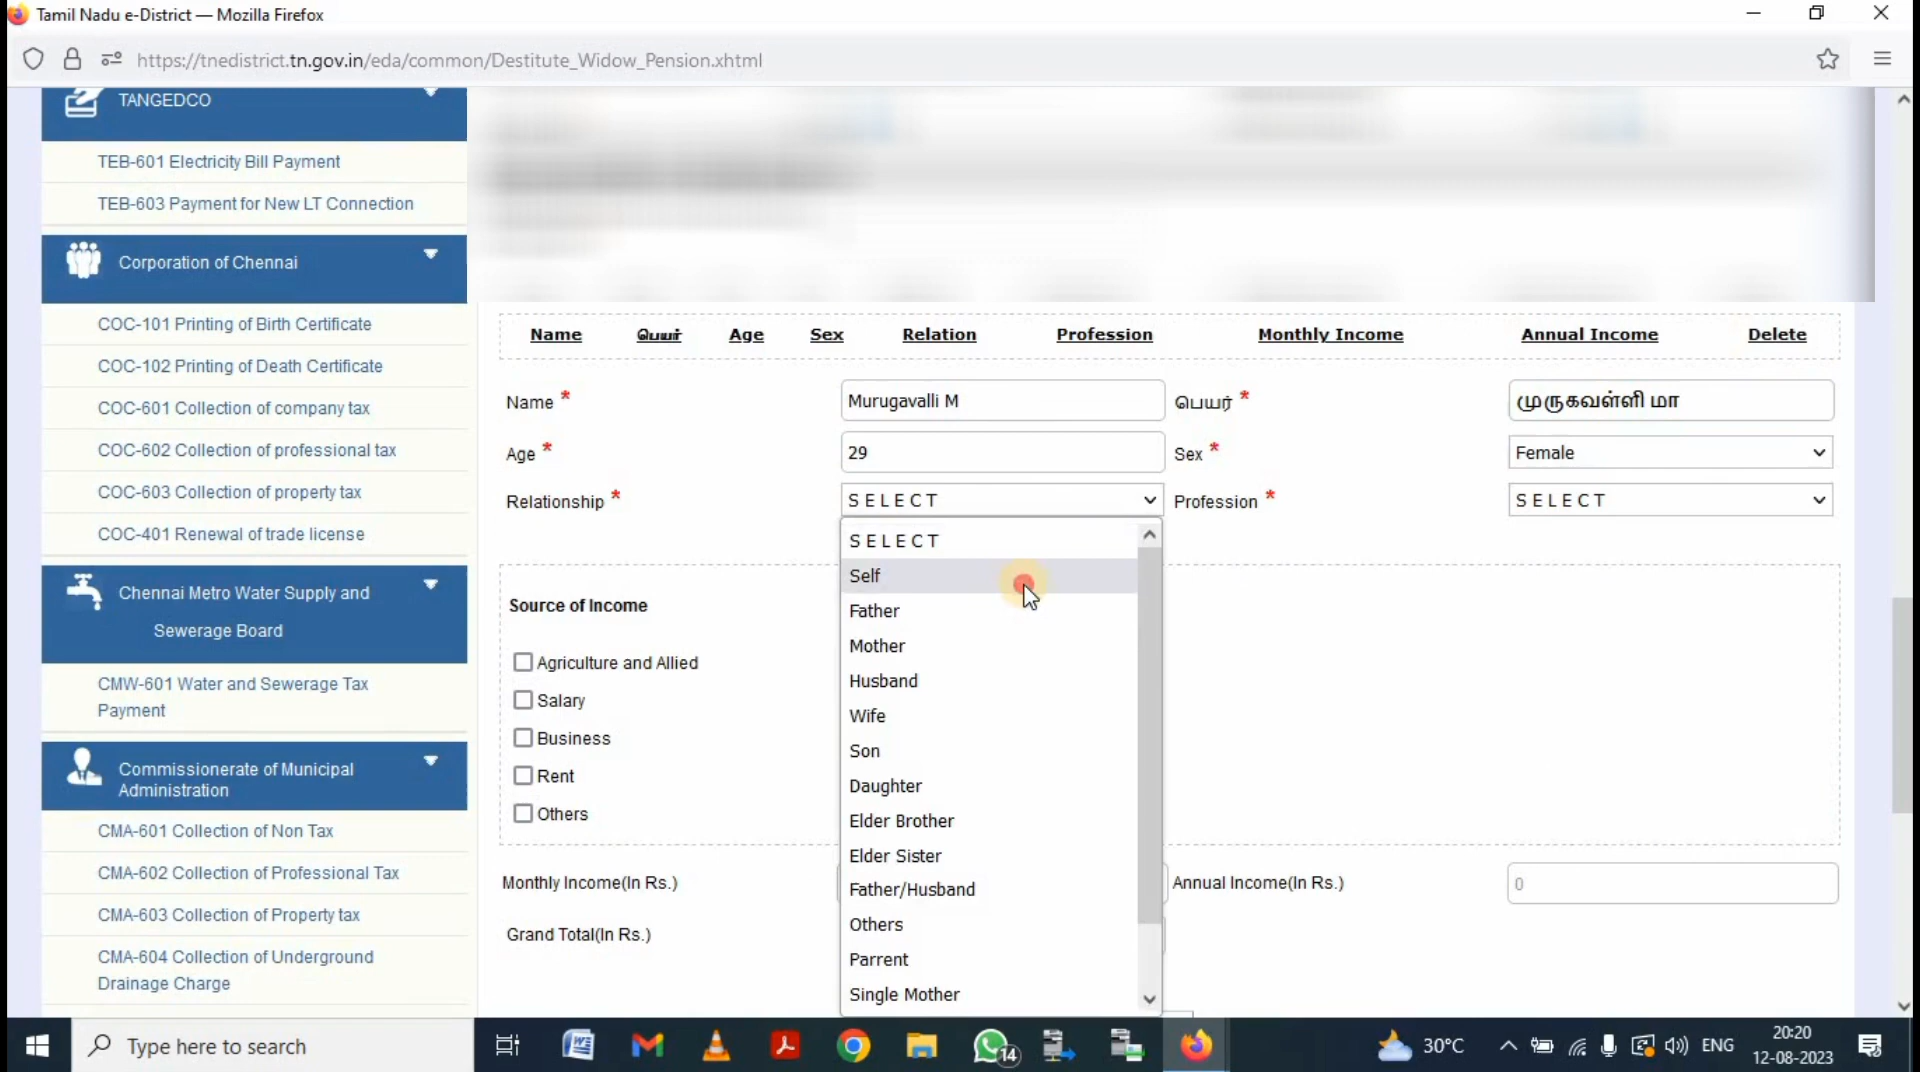 Tamil Nadu e-District — Mozilla Firefox
https://tnedistrict.tn.gov.in/eda/common/Destitute_Widow_Pension.xhtml
TANGEDCO
TEB-601 Electricity Bill Payment
TEB-603 Payment for New LT Connection
Corporation of Chennai
COC-101 Printing of Birth Certificate
COC-102 Printing of Death Certificate
COC-601 Collection of company tax
COC-602 Collection of professional tax
COC-603 Collection of property tax
COC-401 Renewal of trade license
Chennai Metro Water Supply and
Sewerage Board
CMW-601 Water and Sewerage Tax
Payment
Commissionerate of Municipal
Administration
CMA-601 Collection of Non Tax
CMA-602 Collection of Professional Tax
CMA-603 Collection of Property tax
CMA-604 Collection of Underground
Drainage Charge
Name பெயர் Age Sex Relation Profession Monthly Income Annual Income Delete
Name * Murugavalli M பெயர் * முருகவள்ளி மா
Age * 29 Sex * Female
Relationship * S E L E C T Profession * S E L E C T
S E L E C T
Self
Father
Mother
Husband
Wife
Son
Daughter
Elder Brother
Elder Sister
Father/Husband
Others
Parrent
Single Mother
Source of Income
Agriculture and Allied
Salary
Business
Rent
Others
Monthly Income(In Rs.) Annual Income(In Rs.) 0
Grand Total(In Rs.)
Type here to search
14
30°C
ENG
20:20
12-08-2023